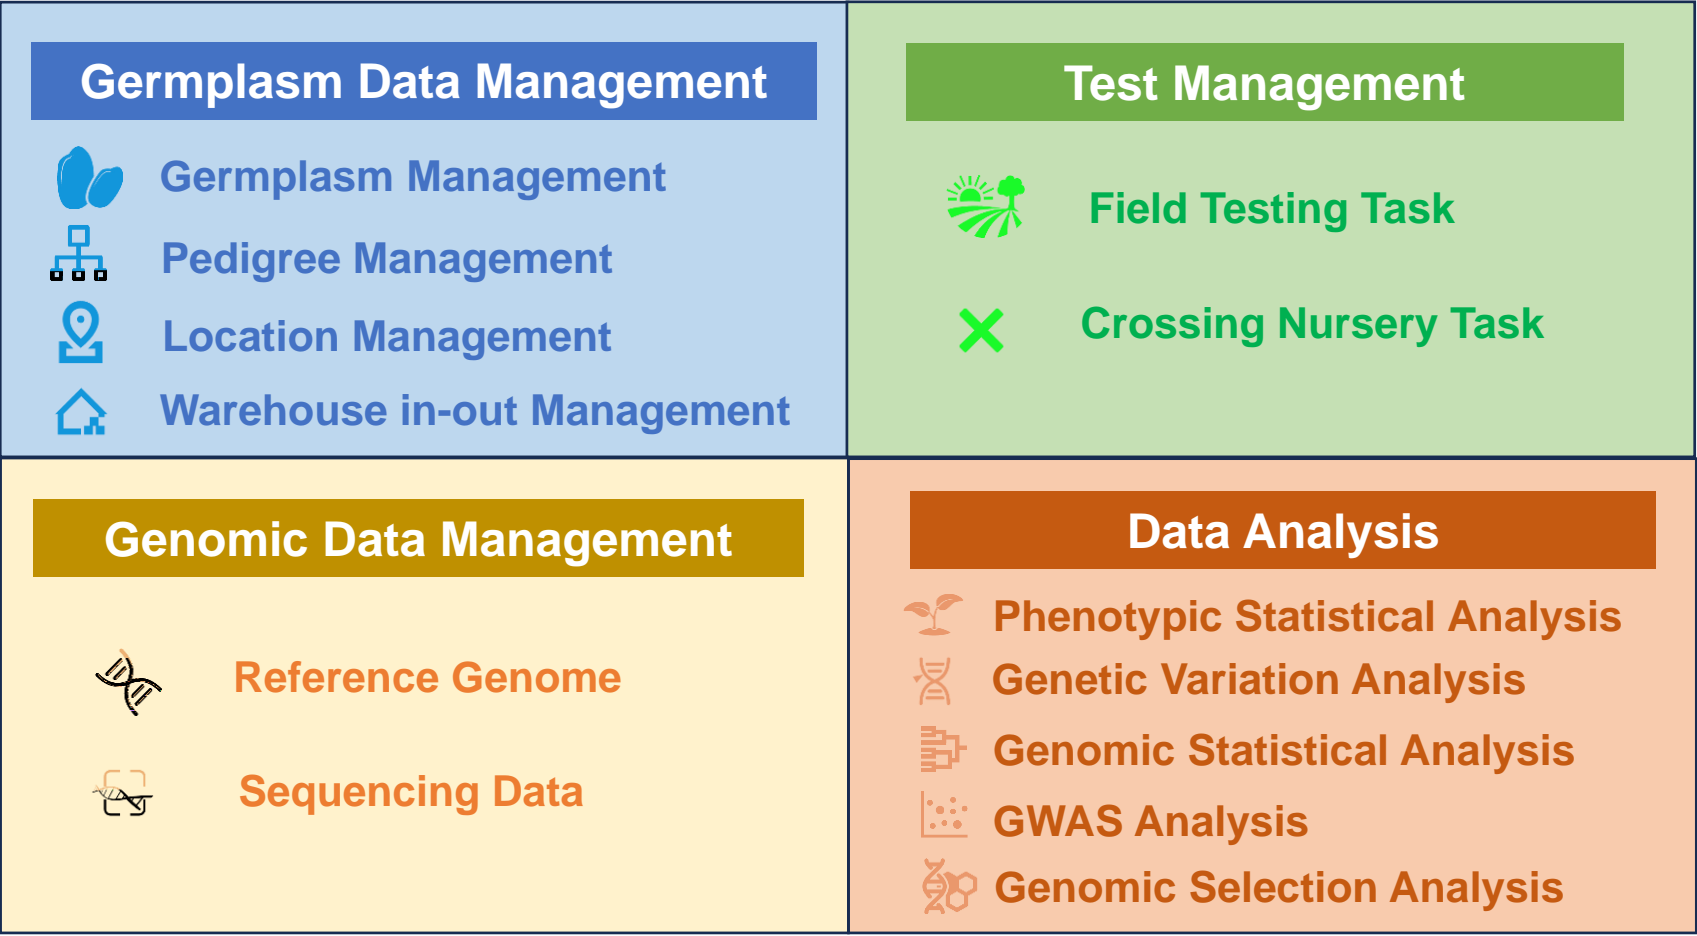 Germplasm Data Management
Germplasm Management
Pedigree Management
Location Management
Warehouse in-out Management
Test Management
Field Testing Task
Crossing Nursery Task
Genomic Data Management
Reference Genome
Sequencing Data
Data Analysis
Phenotypic Statistical Analysis
Genetic Variation Analysis
Genomic Statistical Analysis
GWAS Analysis
Genomic Selection Analysis